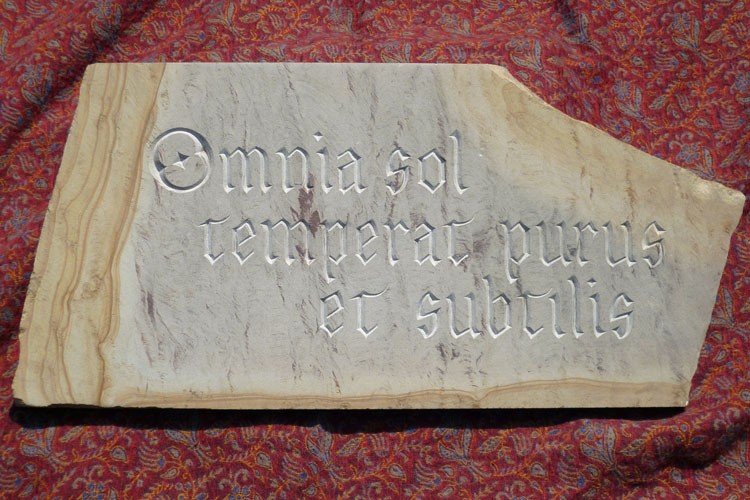 Omnia sol
temperat purus
et subtilis